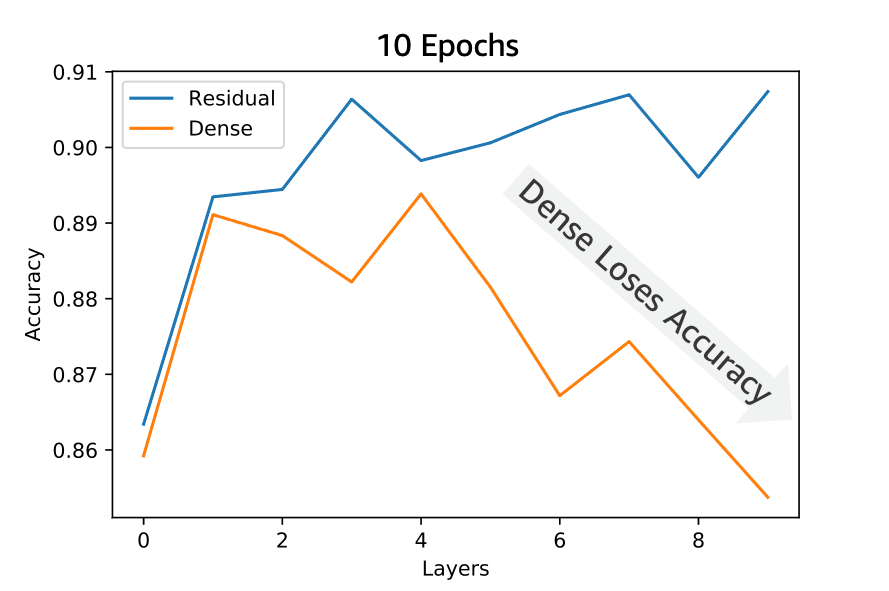 10 Epochs
0.91
0.90
0.89
0.88
0.87
0.86
Accuracy
Residual
Dense
Dense Loses Accuracy
0
2
4
6
8
Layers